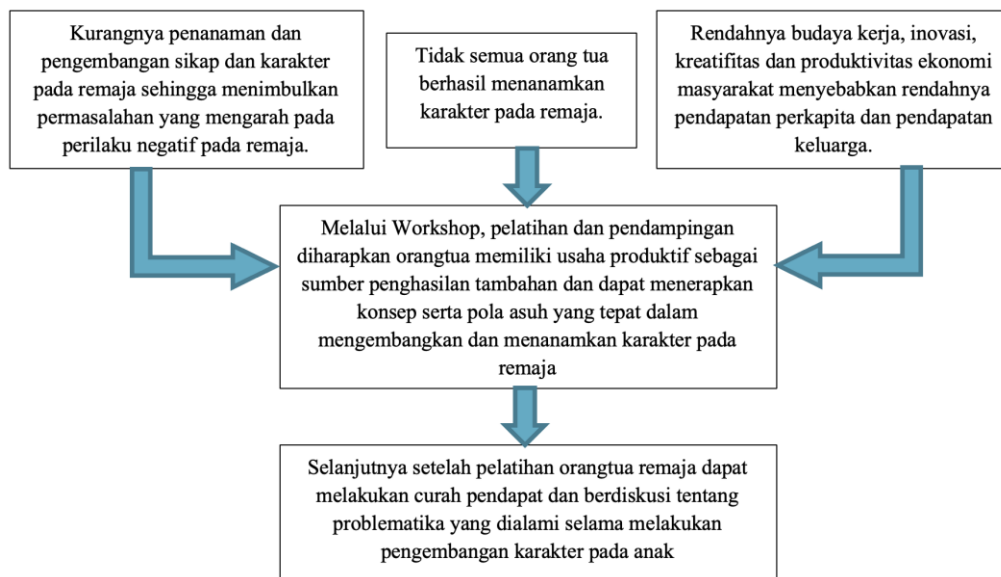 Kurangnya penanaman dan
pengembangan sikap dan karakter
pada remaja sehingga menimbulkan
permasalahan yang mengarah pada
perilaku negatif pada remaja.
Tidak semua orang tua
berhasil menanamkan
karakter pada remaja.
Rendahnya budaya kerja, inovasi,
kreatifitas dan produktivitas ekonomi
masyarakat menyebabkan rendahnya
pendapatan perkapita dan pendapatan
keluarga.
Melalui Workshop, pelatihan dan pendampingan
diharapkan orangtua memiliki usaha produktif sebagai
sumber penghasilan tambahan dan dapat menerapkan
konsep serta pola asuh yang tepat dalam
mengembangkan dan menanamkan karakter pada
remaja
Selanjutnya setelah pelatihan orangtua remaja dapat
melakukan curah pendapat dan berdiskusi tentang
problematika yang dialami selama melakukan
pengembangan karakter pada anak